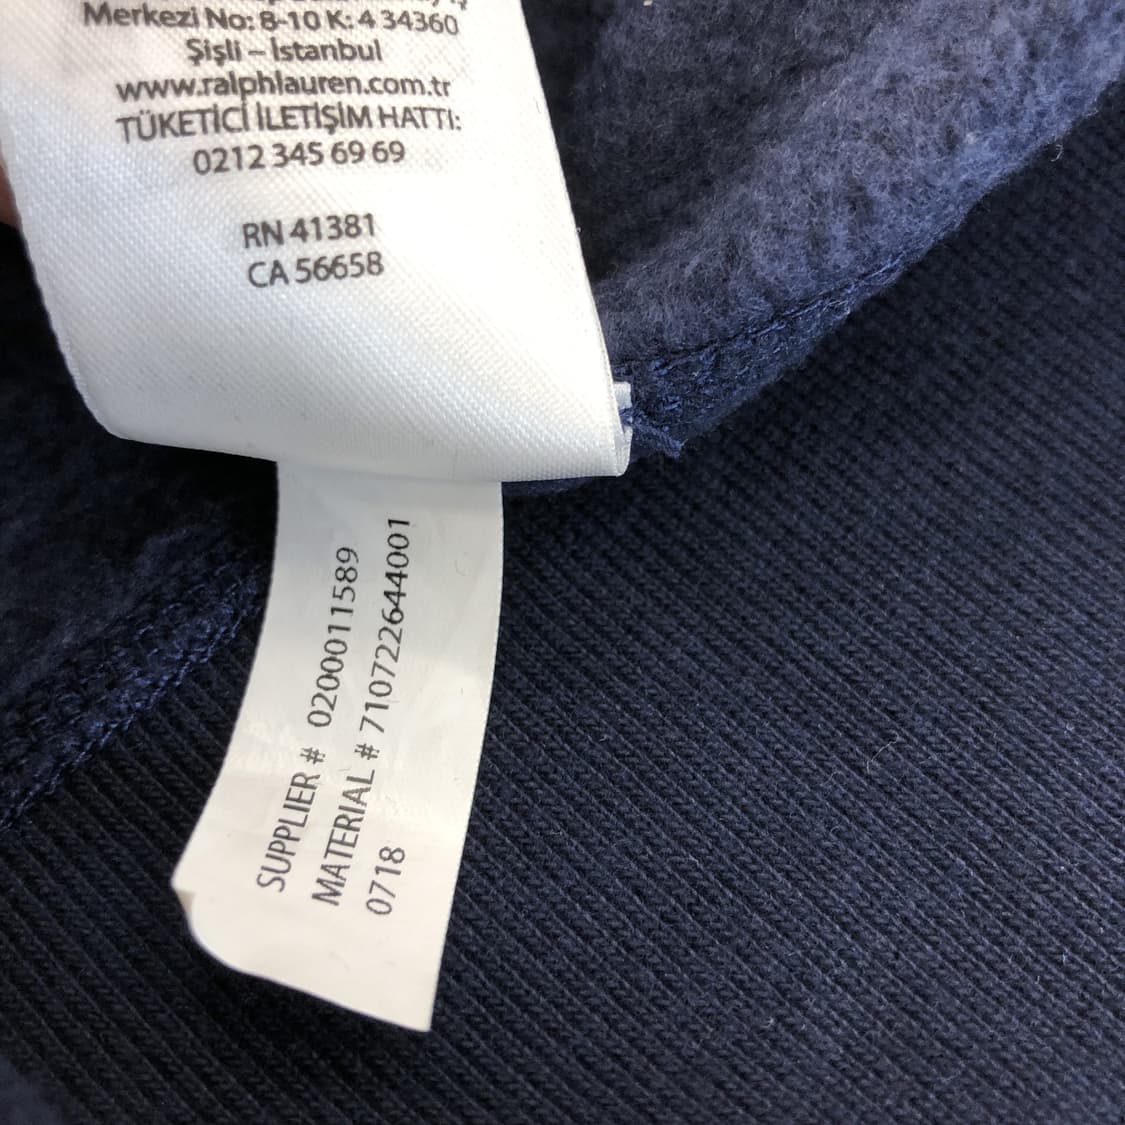 Merkezi No: 8-10 K: 4 34360
Şişli – İstanbul
www.ralphlauren.com.tr
TÜKETİCİ İLETİŞİM HATTI:
0212 345 69 69
RN 41381
CA 56658
SUPPLIER # 0200011589
MATERIAL # 710722644001
0718